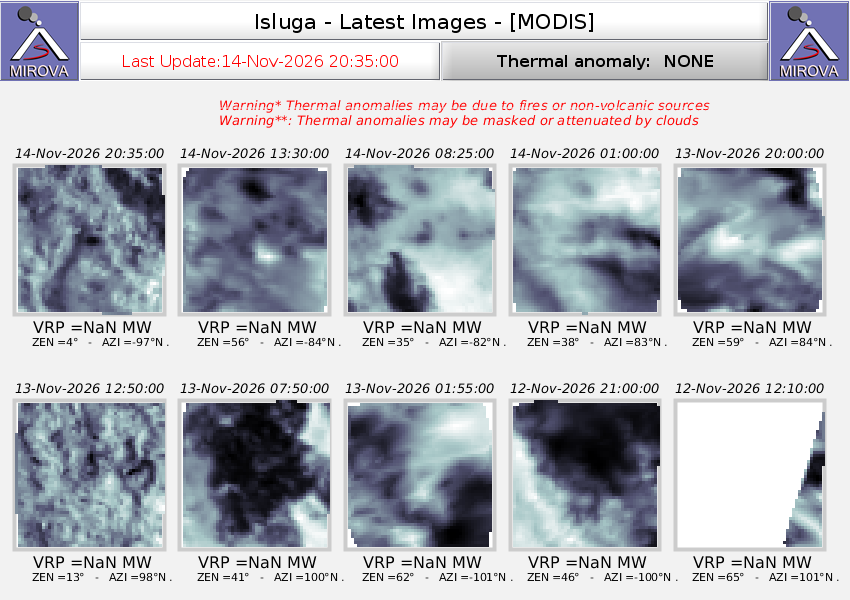 Isluga - Latest Images - [MODIS]
MIROVA
Last Update:14-Nov-2026 20:35:00
Thermal anomaly: NONE
MIROVA
Warning* Thermal anomalies may be due to fires or non-volcanic sources
Warning**: Thermal anomalies may be masked or attenuated by clouds
14-Nov-2026 20:35:00
14-Nov-2026 13:30:00
14-Nov-2026 08:25:00
14-Nov-2026 01:00:00
13-Nov-2026 20:00:00
VRP =NaN MW
VRP =NaN MW
VRP =NaN MW
VRP =NaN MW
VRP =NaN MW
ZEN =4° - AZI =-97°N .
ZEN =56° - AZI =-84°N .
ZEN =35° - AZI =-82°N .
ZEN =38° - AZI =83°N .
ZEN =59° - AZI =84°N .
13-Nov-2026 12:50:00
13-Nov-2026 07:50:00
13-Nov-2026 01:55:00
12-Nov-2026 21:00:00
12-Nov-2026 12:10:00
VRP =NaN MW
VRP =NaN MW
VRP =NaN MW
VRP =NaN MW
VRP =NaN MW
ZEN =13° - AZI =98°N .
ZEN =41° - AZI =100°N .
ZEN =62° - AZI =-101°N .
ZEN =46° - AZI =-100°N .
ZEN =65° - AZI =101°N .